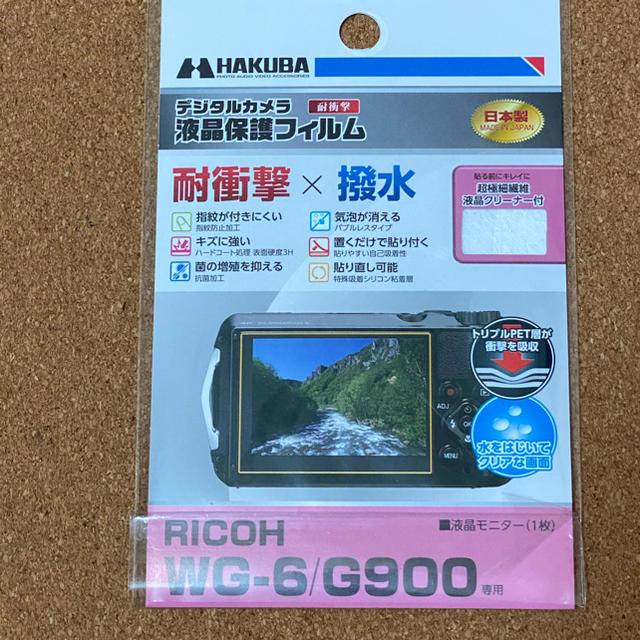 HAKUBA
PHOTO AUDIO VIDEO ACCESSORIES
デジタルカメラ 耐衝撃
液晶保護フィルム
日本製
MADE IN JAPAN
耐衝撃×撥水
貼る前にキレイに
超極細繊維
液晶クリーナー付
指紋が付きにくい
指紋防止加工
キズに強い
ハードコート処理 表面硬度3H
菌の増殖を抑える
抗菌加工
気泡が消える
バブルレスタイプ
置くだけで貼り付く
貼りやすい自己吸着性
貼り直し可能
特殊吸着シリコン粘着層
トリプルPET層が
衝撃を吸収
ADJ
OK
MENU
水をはじいて
クリアな画面
■液晶モニター(1枚)
RICOH
WG-6/G900 専用